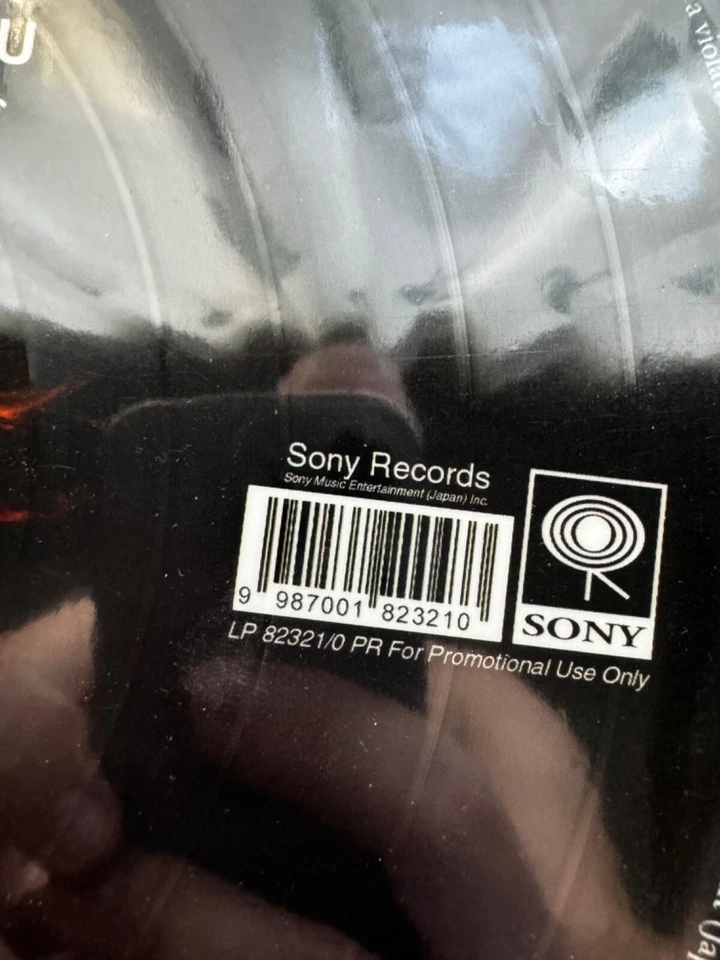 U
a viola
Sony Records
Sony Music Entertainment (Japan) Inc.
9 987001 823210
SONY
LP 82321/0 PR For Promotional Use Only